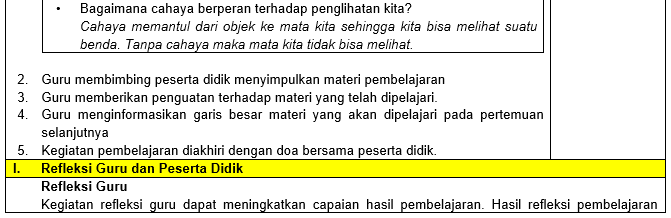 • Bagaimana cahaya berperan terhadap penglihatan kita?
Cahaya memantul dari objek ke mata kita sehingga kita bisa melihat suatu
benda. Tanpa cahaya maka mata kita tidak bisa melihat.
2. Guru membimbing peserta didik menyimpulkan materi pembelajaran
3. Guru memberikan penguatan terhadap materi yang telah dipelajari.
4. Guru menginformasikan garis besar materi yang akan dipelajari pada pertemuan
selanjutnya
5. Kegiatan pembelajaran diakhiri dengan doa bersama peserta didik.
I. Refleksi Guru dan Peserta Didik
Refleksi Guru
Kegiatan refleksi guru dapat meningkatkan capaian hasil pembelajaran. Hasil refleksi pembelajaran